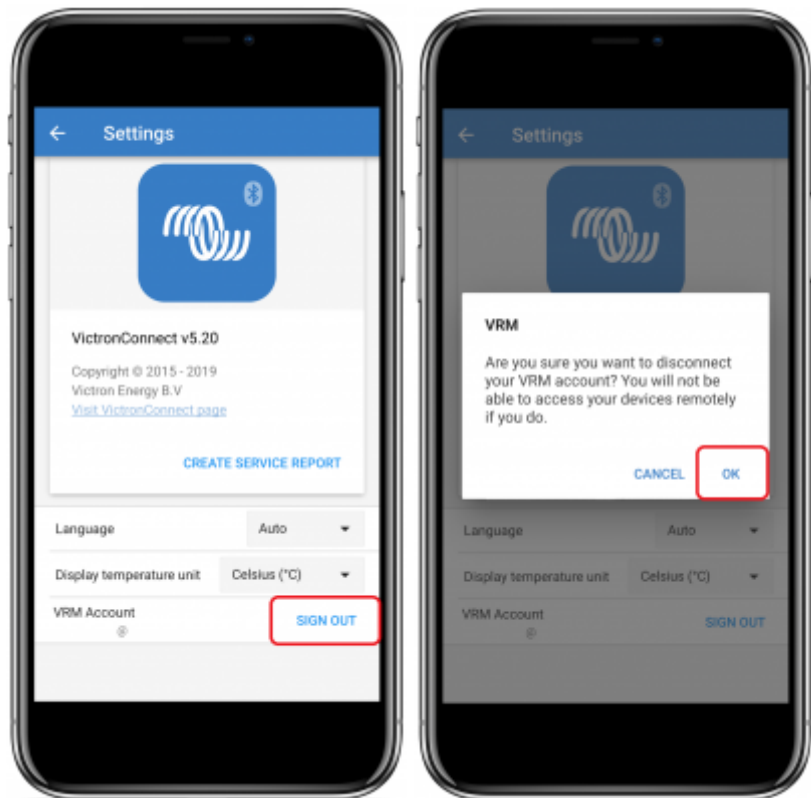 Settings
VictronConnect v5.20
Copyright © 2015 - 2019
Victron Energy B.V
Visit VictronConnect page
CREATE SERVICE REPORT
Language Auto
Display temperature unit Celsius (°C)
VRM Account
@
SIGN OUT
Settings
VRM
Are you sure you want to disconnect
your VRM account? You will not be
able to access your devices remotely
if you do.
CANCEL OK
Language Auto
Display temperature unit Celsius (°C)
VRM Account
@
SIGN OUT